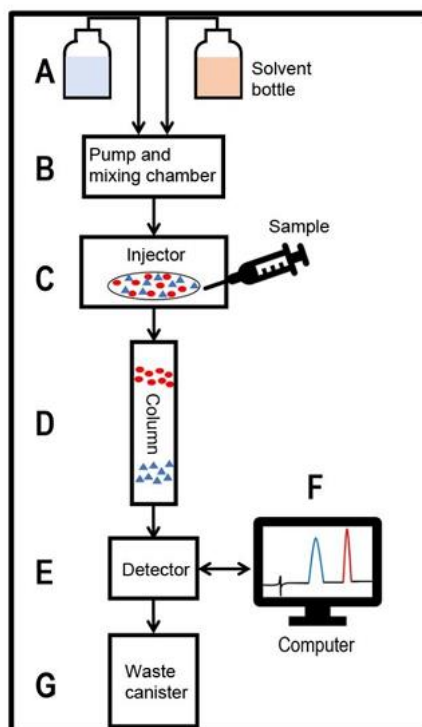 A
Solvent
bottle
B
Pump and
mixing chamber
Sample
C
Injector
D
Column
F
E
Detector
Computer
G
Waste
canister